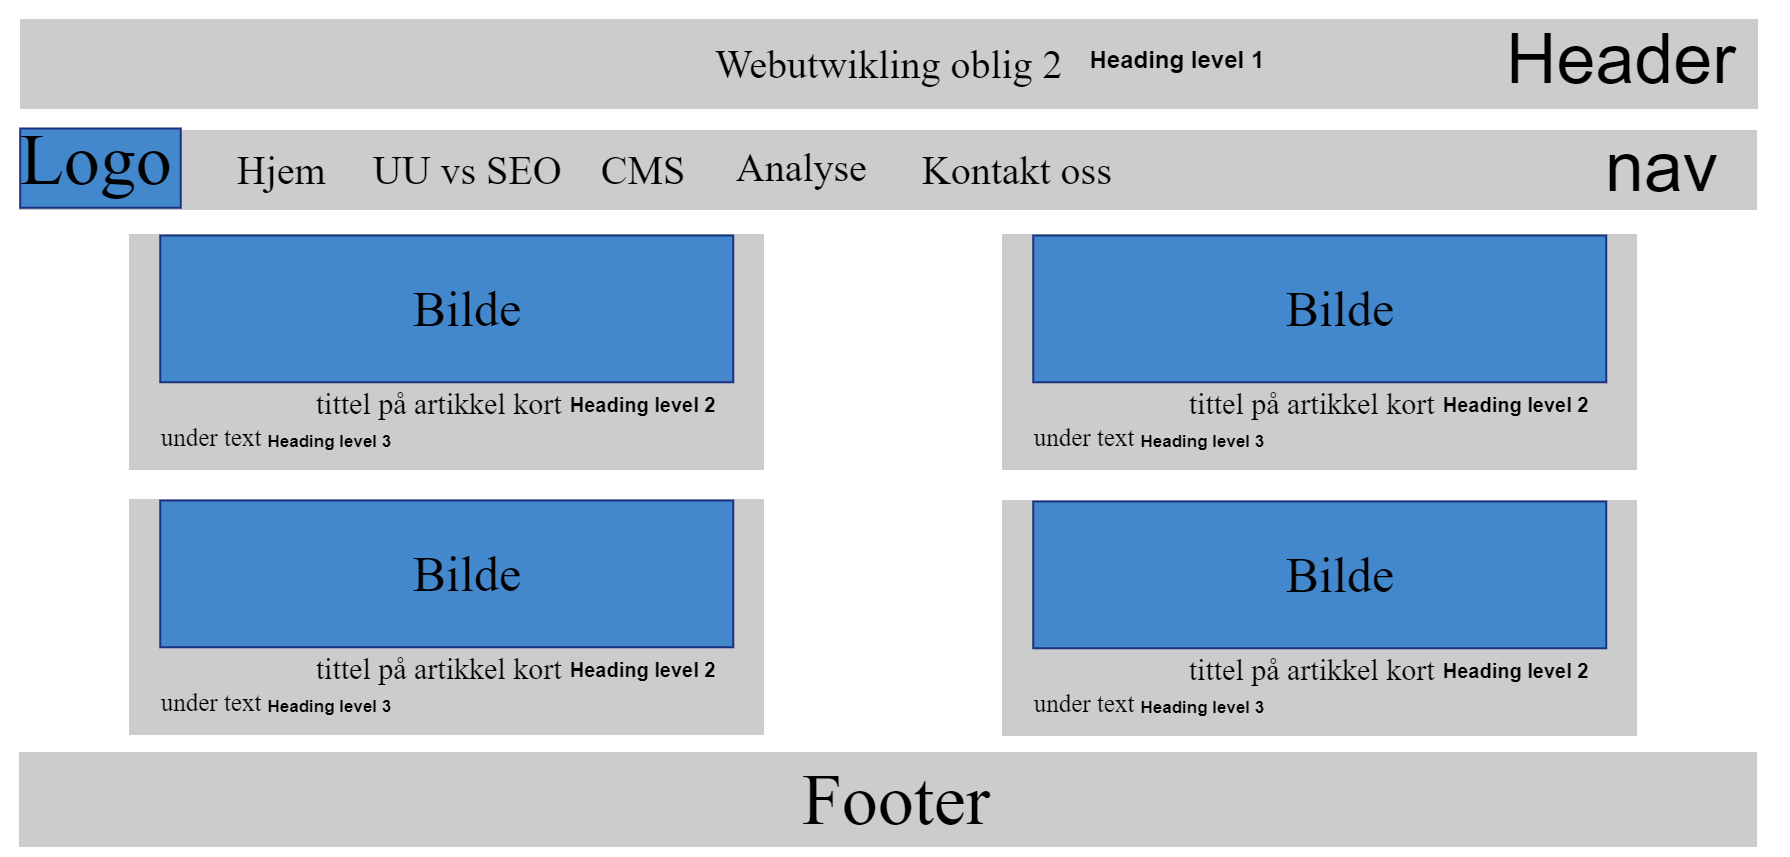 Webutwikling oblig 2 Heading level 1 Header
Logo Hjem UU vs SEO CMS Analyse Kontakt oss nav
Bilde
tittel på artikkel kort Heading level 2
under text Heading level 3
Bilde
tittel på artikkel kort Heading level 2
under text Heading level 3
Bilde
tittel på artikkel kort Heading level 2
under text Heading level 3
Bilde
tittel på artikkel kort Heading level 2
under text Heading level 3
Footer